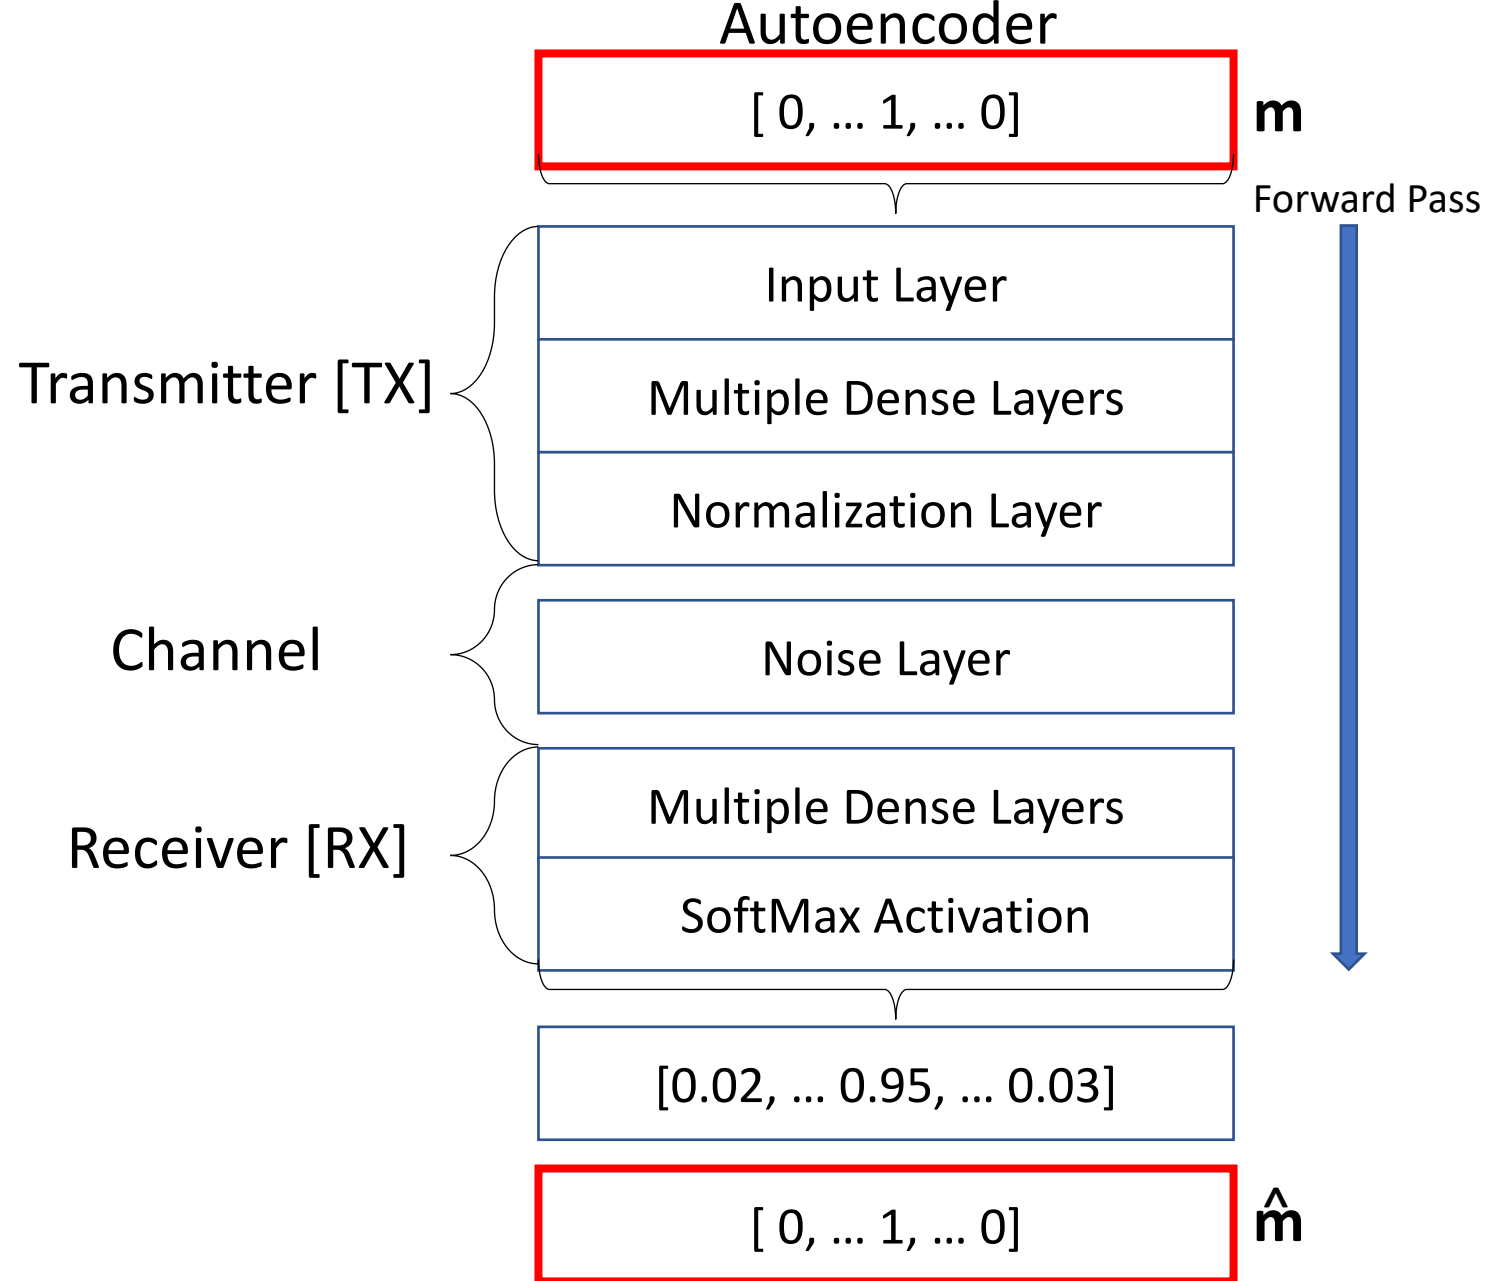 Autoencoder
[ 0, ... 1, ... 0]
m
Forward Pass
Input Layer
Transmitter [TX]
Multiple Dense Layers
Normalization Layer
Channel
Noise Layer
Multiple Dense Layers
Receiver [RX]
SoftMax Activation
[0.02, ... 0.95, ... 0.03]
[ 0, ... 1, ... 0]
m̂